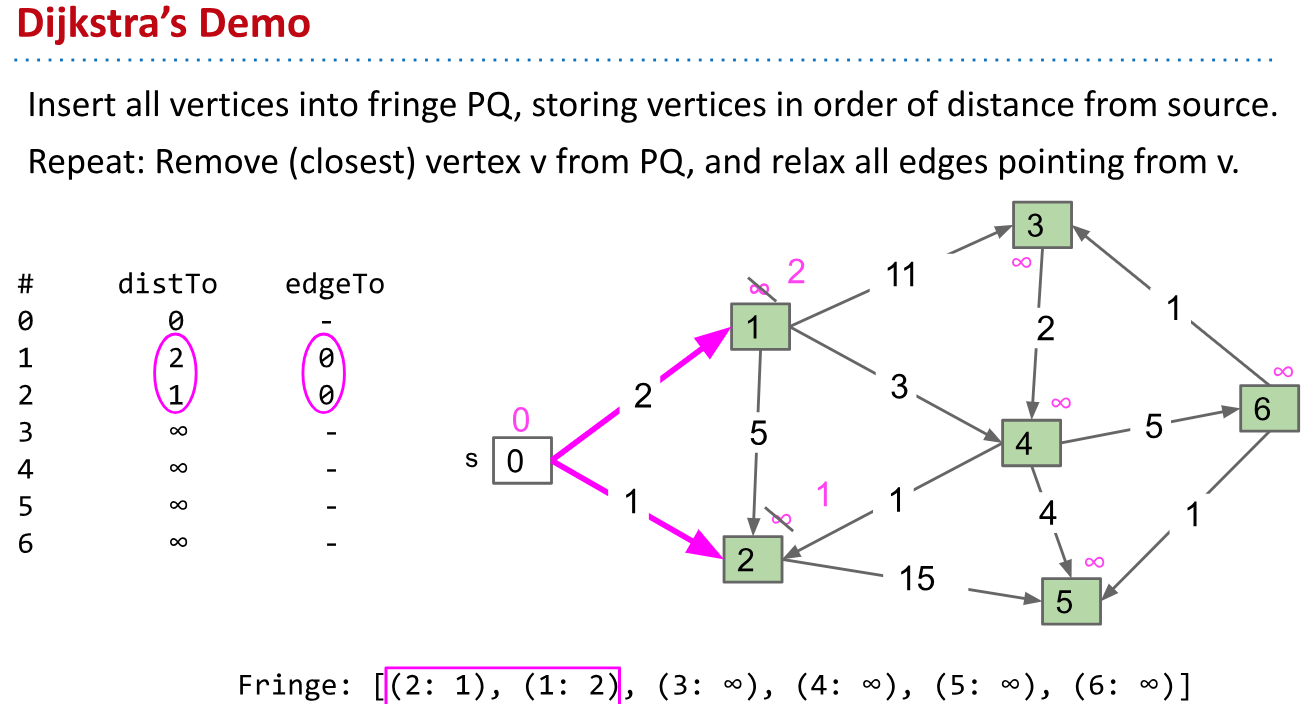 Dijkstra's Demo
Insert all vertices into fringe PQ, storing vertices in order of distance from source.
Repeat: Remove (closest) vertex v from PQ, and relax all edges pointing from v.
# distTo edgeTo
0 0 -
1 2 0
2 1 0
3 ∞ -
4 ∞ -
5 ∞ -
6 ∞ -
3
∞
11
2
∞
1
2
1
∞
6
3
∞
4
5
2
0
s 0
5
1
∞
1
2
1
4
1
15
∞
5
Fringe: [(2: 1), (1: 2), (3: ∞), (4: ∞), (5: ∞), (6: ∞)]